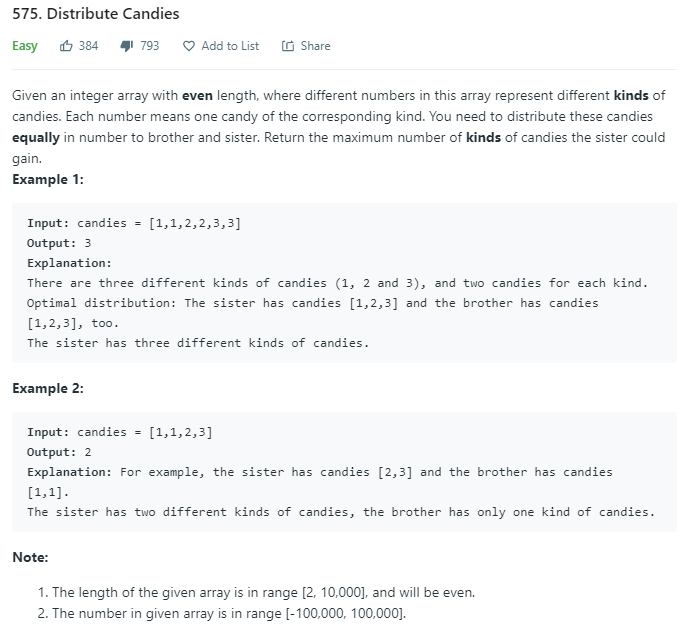 575. Distribute Candies
Easy 384 793 Add to List Share
Given an integer array with even length, where different numbers in this array represent different kinds of
candies. Each number means one candy of the corresponding kind. You need to distribute these candies
equally in number to brother and sister. Return the maximum number of kinds of candies the sister could
gain.
Example 1:
Input: candies = [1,1,2,2,3,3]
Output: 3
Explanation:
There are three different kinds of candies (1, 2 and 3), and two candies for each kind.
Optimal distribution: The sister has candies [1,2,3] and the brother has candies
[1,2,3], too.
The sister has three different kinds of candies.
Example 2:
Input: candies = [1,1,2,3]
Output: 2
Explanation: For example, the sister has candies [2,3] and the brother has candies
[1,1].
The sister has two different kinds of candies, the brother has only one kind of candies.
Note:
1. The length of the given array is in range [2, 10,000], and will be even.
2. The number in given array is in range [-100,000, 100,000].